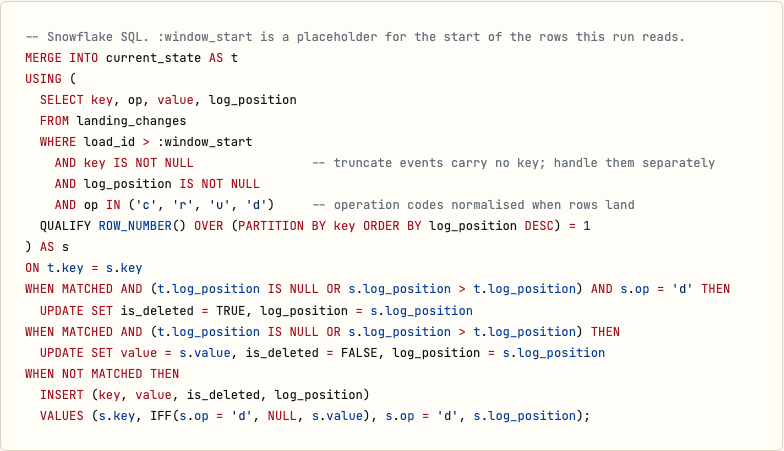 -- Snowflake SQL. :window_start is a placeholder for the start of the rows this run reads.
MERGE INTO current_state AS t
USING (
  SELECT key, op, value, log_position
  FROM landing_changes
  WHERE load_id > :window_start
    AND key IS NOT NULL                -- truncate events carry no key; handle them separately
    AND log_position IS NOT NULL
    AND op IN ('c', 'r', 'u', 'd')     -- operation codes normalised when rows land
  QUALIFY ROW_NUMBER() OVER (PARTITION BY key ORDER BY log_position DESC) = 1
) AS s
ON t.key = s.key
WHEN MATCHED AND (t.log_position IS NULL OR s.log_position > t.log_position) AND s.op = 'd' THEN
  UPDATE SET is_deleted = TRUE, log_position = s.log_position
WHEN MATCHED AND (t.log_position IS NULL OR s.log_position > t.log_position) THEN
  UPDATE SET value = s.value, is_deleted = FALSE, log_position = s.log_position
WHEN NOT MATCHED THEN
  INSERT (key, value, is_deleted, log_position)
  VALUES (s.key, IFF(s.op = 'd', NULL, s.value), s.op = 'd', s.log_position);